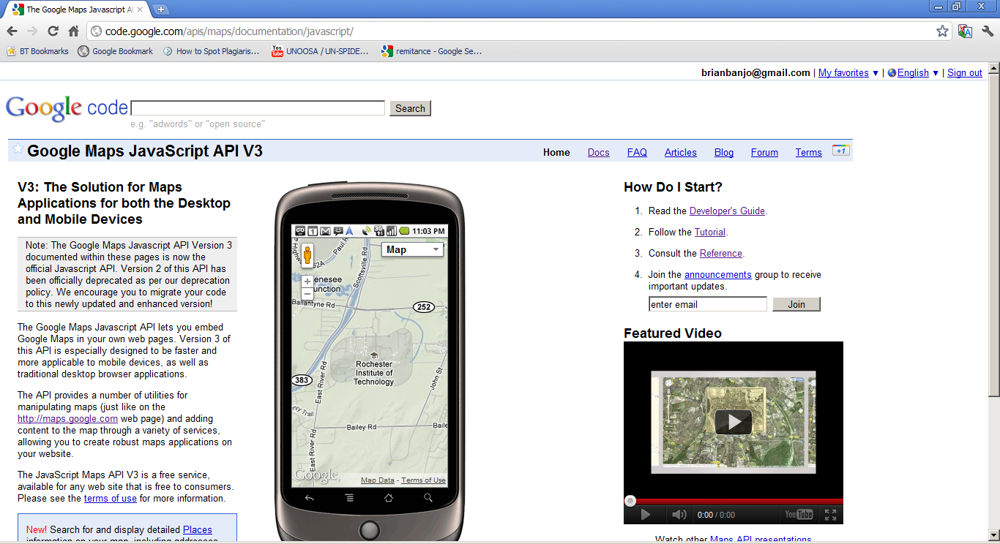 The Google Maps Javascript A
code.google.com/apis/maps/documentation/javascript/
BT Bookmarks
Google Bookmark
How to Spot Plagiaris...
You Tube
UNOOSA / UN-SPIDE...
remitance - Google Se...
brianbanjo@gmail.com | My favorites ▼ | English ▼ | Sign out
Google code
Search
e.g. "adwords" or "open source"
Google Maps JavaScript API V3
Home
Docs
FAQ
Articles
Blog
Forum
Terms
+1
V3: The Solution for Maps
Applications for both the Desktop
and Mobile Devices
Note: The Google Maps Javascript API Version 3
documented within these pages is now the
official Javascript API. Version 2 of this API has
been officially deprecated as per our deprecation
policy. We encourage you to migrate your code
to this newly updated and enhanced version!
The Google Maps Javascript API lets you embed
Google Maps in your own web pages. Version 3 of
this API is especially designed to be faster and
more applicable to mobile devices, as well as
traditional desktop browser applications.
The API provides a number of utilities for
manipulating maps (just like on the
http://maps.google.com web page) and adding
content to the map through a variety of services,
allowing you to create robust maps applications on
your website.
The JavaScript Maps API V3 is a free service,
available for any web site that is free to consumers.
Please see the terms of use for more information.
New! Search for and display detailed Places
information on your map, including addresses
1
3G
11:03 PM
Map
Paul R
Scottsville Rd
52A
+
−
enesee
unction
Ballantyne Rd
252
Rochester
Institute of
Technology
383
East River Rd
John St
nry Trail
Bailey Rd
Baile
East River Rd
Google
Map Data - Terms of Use
How Do I Start?
1. Read the Developer's Guide.
2. Follow the Tutorial.
3. Consult the Reference.
4. Join the announcements group to receive
important updates.
enter email
Join
Featured Video
0:00 / 0:00
YouTube
Watch other Maps API presentations